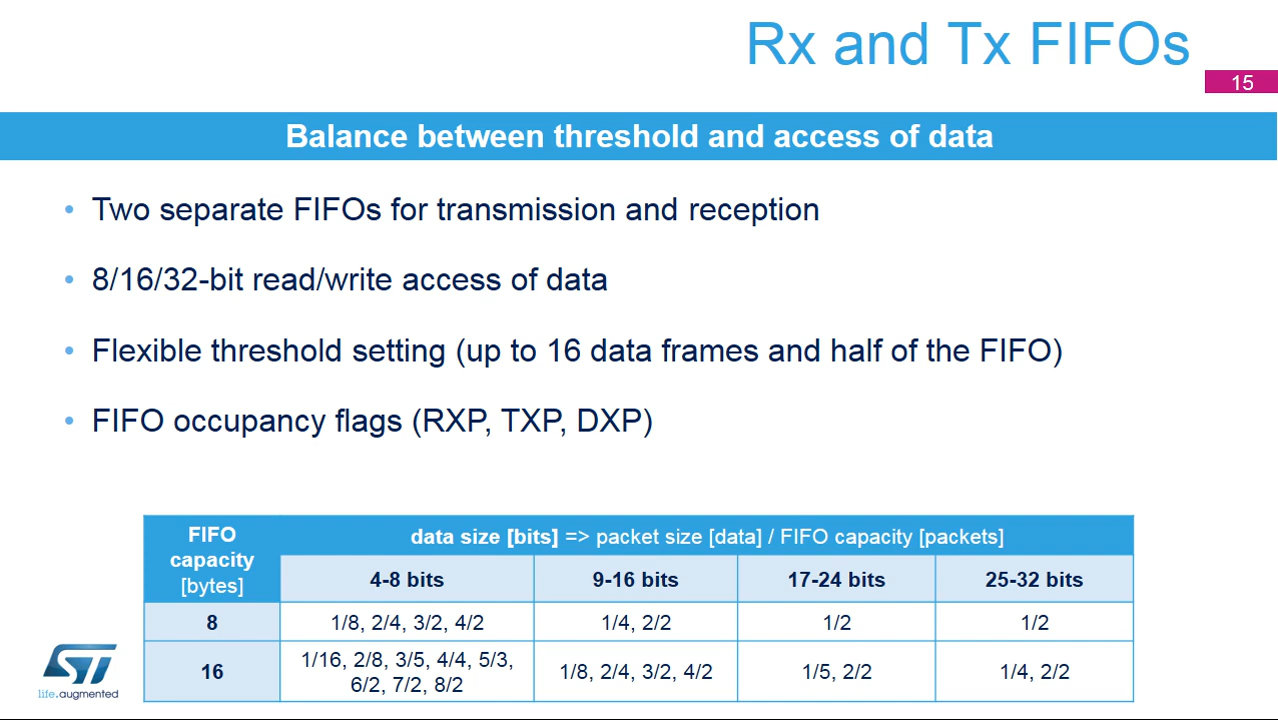 Rx and Tx FIFOs
15
Balance between threshold and access of data
• Two separate FIFOs for transmission and reception
• 8/16/32-bit read/write access of data
• Flexible threshold setting (up to 16 data frames and half of the FIFO)
• FIFO occupancy flags (RXP, TXP, DXP)
FIFO
capacity
[bytes]
data size [bits] => packet size [data] / FIFO capacity [packets]
4-8 bits
9-16 bits
17-24 bits
25-32 bits
8
1/8, 2/4, 3/2, 4/2
1/4, 2/2
1/2
1/2
16
1/16, 2/8, 3/5, 4/4, 5/3,
6/2, 7/2, 8/2
1/8, 2/4, 3/2, 4/2
1/5, 2/2
1/4, 2/2
ST
life.augmented